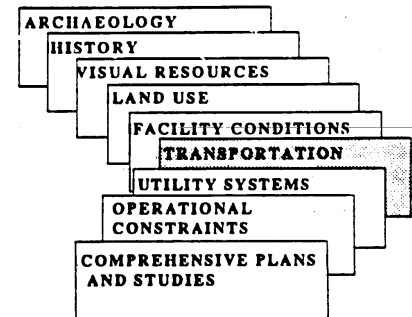 ARCHAEOLOGY
HISTORY
VISUAL RESOURCES
LAND USE
FACILITY CONDITIONS
TRANSPORTATION
UTILITY SYSTEMS
OPERATIONAL
CONSTRAINTS
COMPREHENSIVE PLANS
AND STUDIES